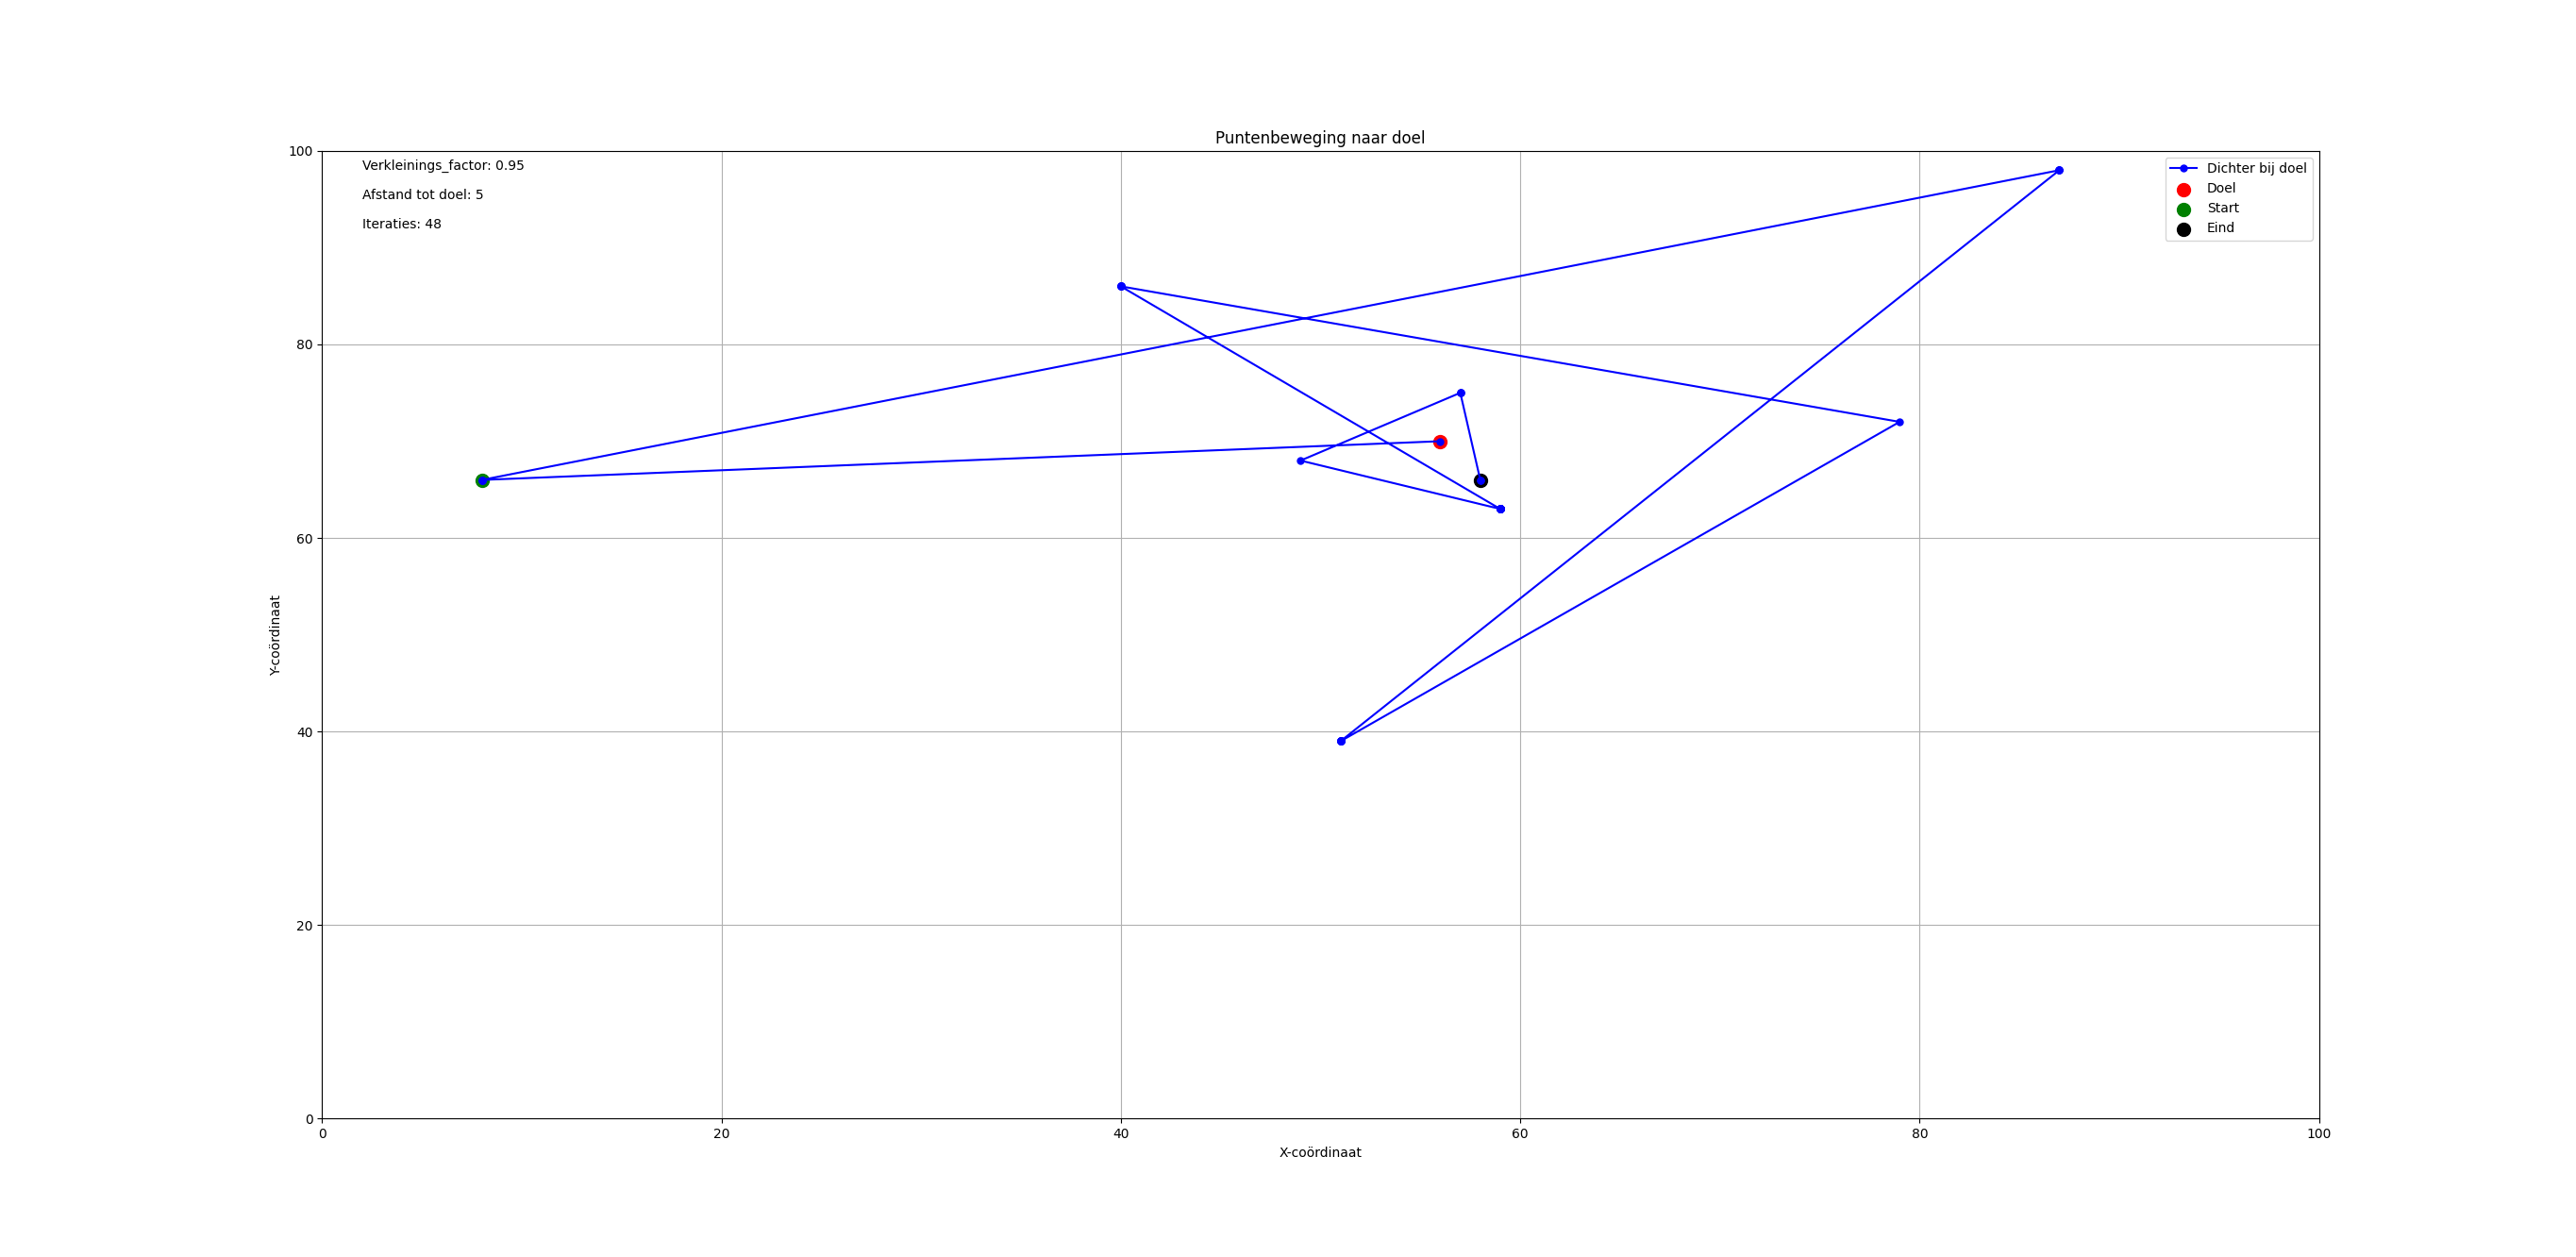 Puntenbeweging naar doel
Verkleinings_factor: 0.95
Afstand tot doel: 5
Iteraties: 48
Dichter bij doel
Doel
Start
Eind
100
80
60
40
20
0
Y-coördinaat
0 20 40 60 80 100
X-coördinaat